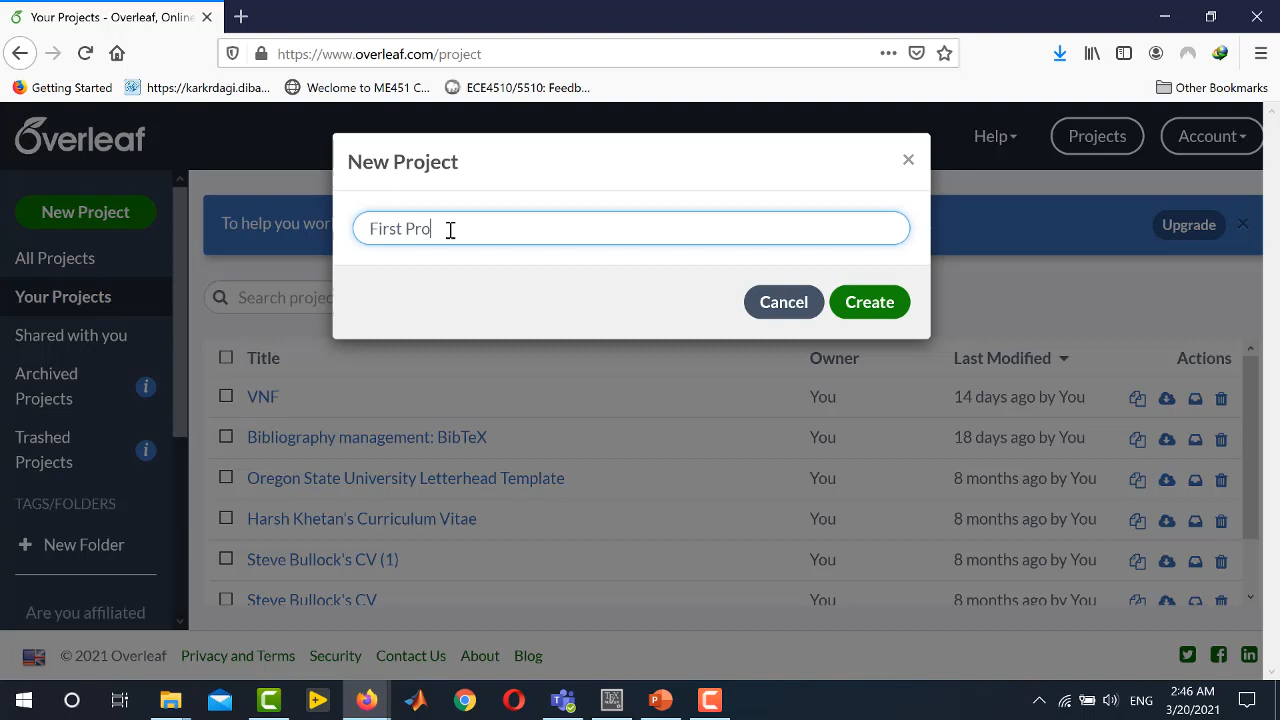 Your Projects - Overleaf, Online
https://www.overleaf.com/project
Getting Started
https://karkrdagi.diba...
Weclome to ME451 C...
ECE4510/5510: Feedb...
Other Bookmarks
Overleaf
Help
Projects
Account
New Project
First Pro
Cancel
Create
New Project
To help you wor
Upgrade
All Projects
Your Projects
Search projec
Shared with you
Archived
Projects
Trashed
Projects
TAGS/FOLDERS
New Folder
Are you affiliated
Title Owner Last Modified Actions
VNF You 14 days ago by You
Bibliography management: BibTeX You 18 days ago by You
Oregon State University Letterhead Template You 8 months ago by You
Harsh Khetan's Curriculum Vitae You 8 months ago by You
Steve Bullock's CV (1) You 8 months ago by You
Steve Bullock's CV You 8 months ago by You
© 2021 Overleaf Privacy and Terms Security Contact Us About Blog
ENG
2:46 AM
3/20/2021